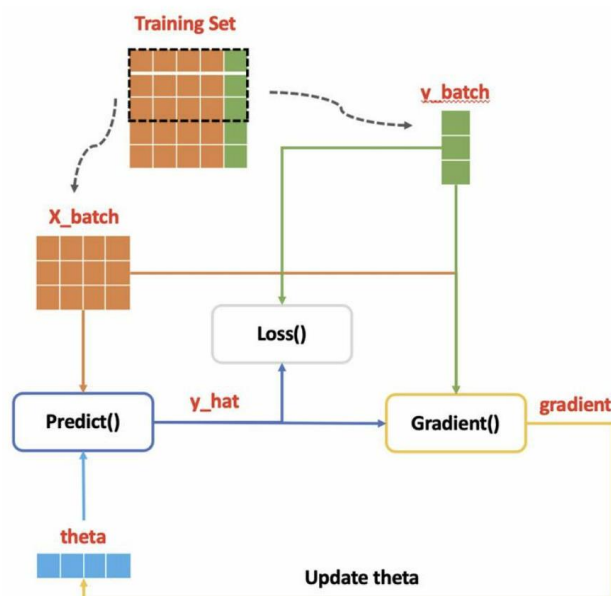 Training Set
y_batch
X_batch
Loss()
y_hat
gradient
Predict()
Gradient()
theta
Update theta